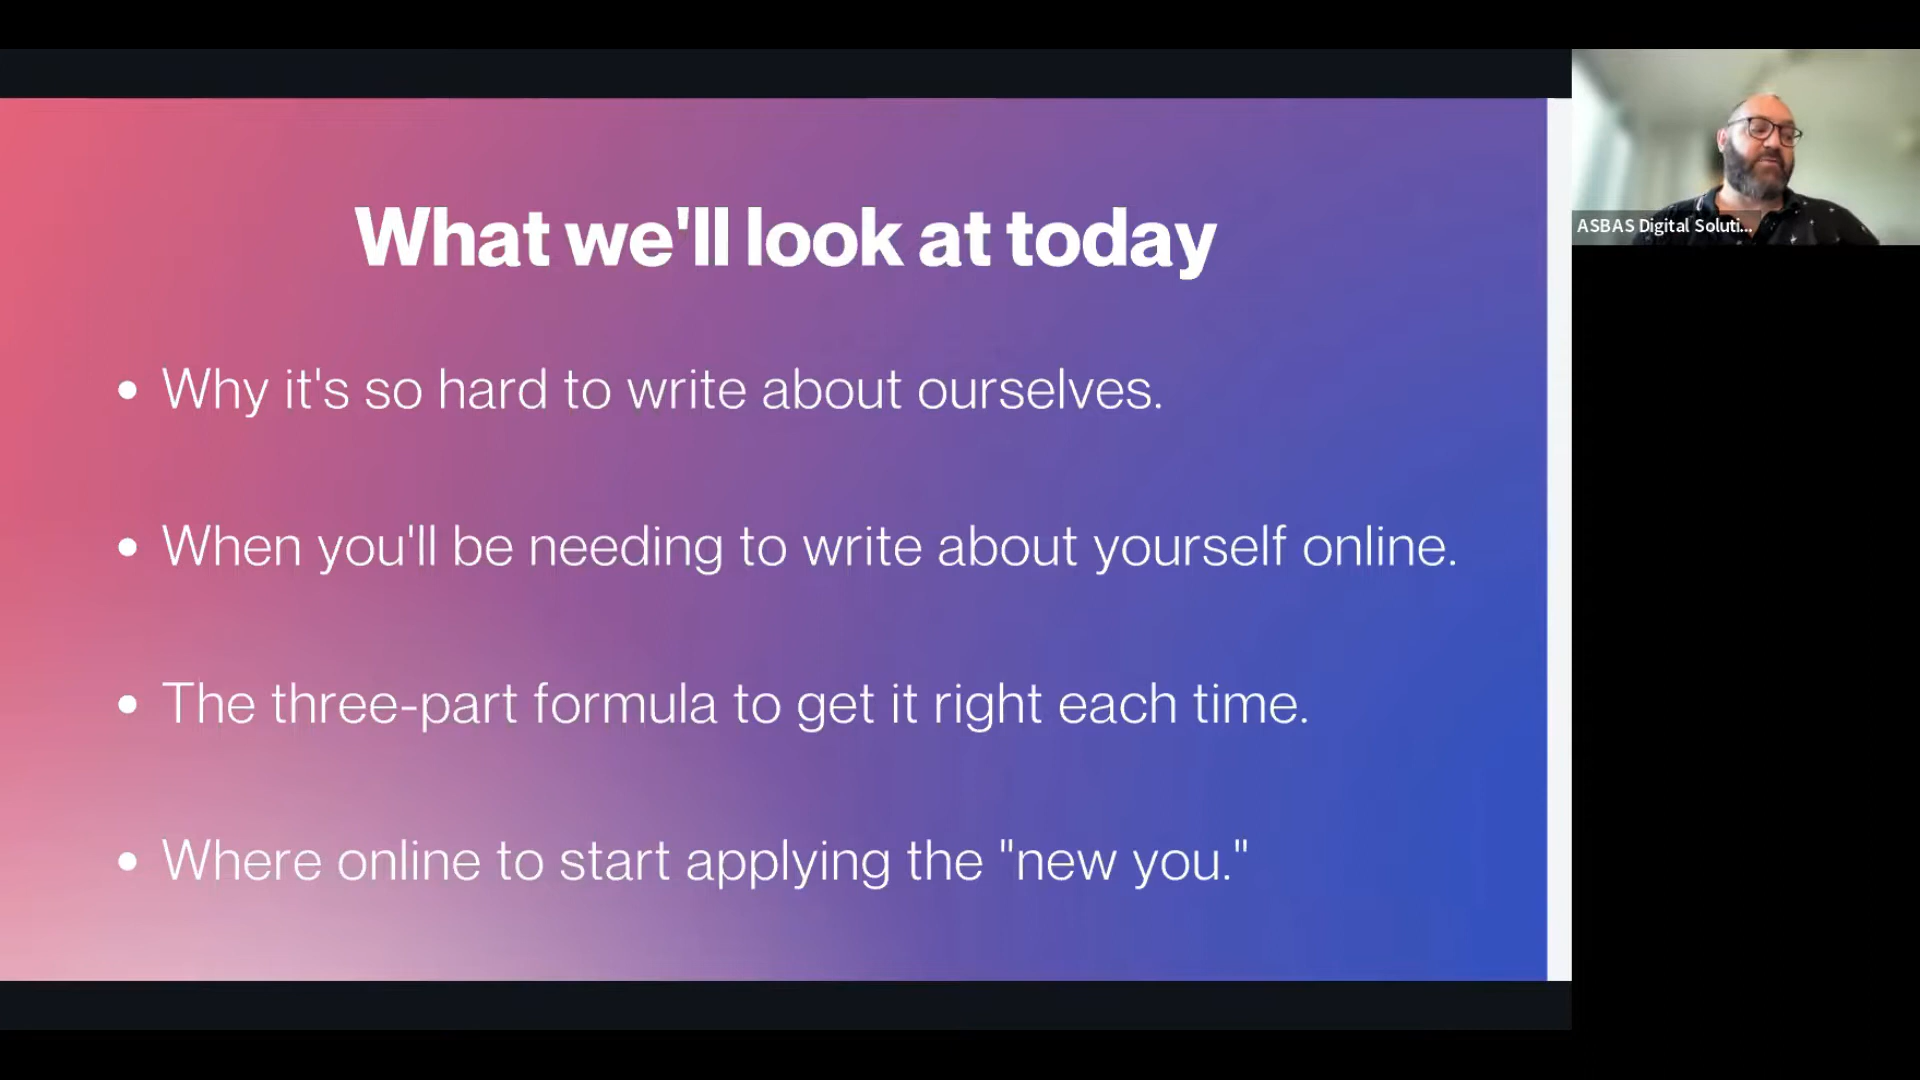 What we'll look at today
• Why it's so hard to write about ourselves.
• When you'll be needing to write about yourself online.
• The three-part formula to get it right each time.
• Where online to start applying the "new you."
ASBAS Digital Soluti...